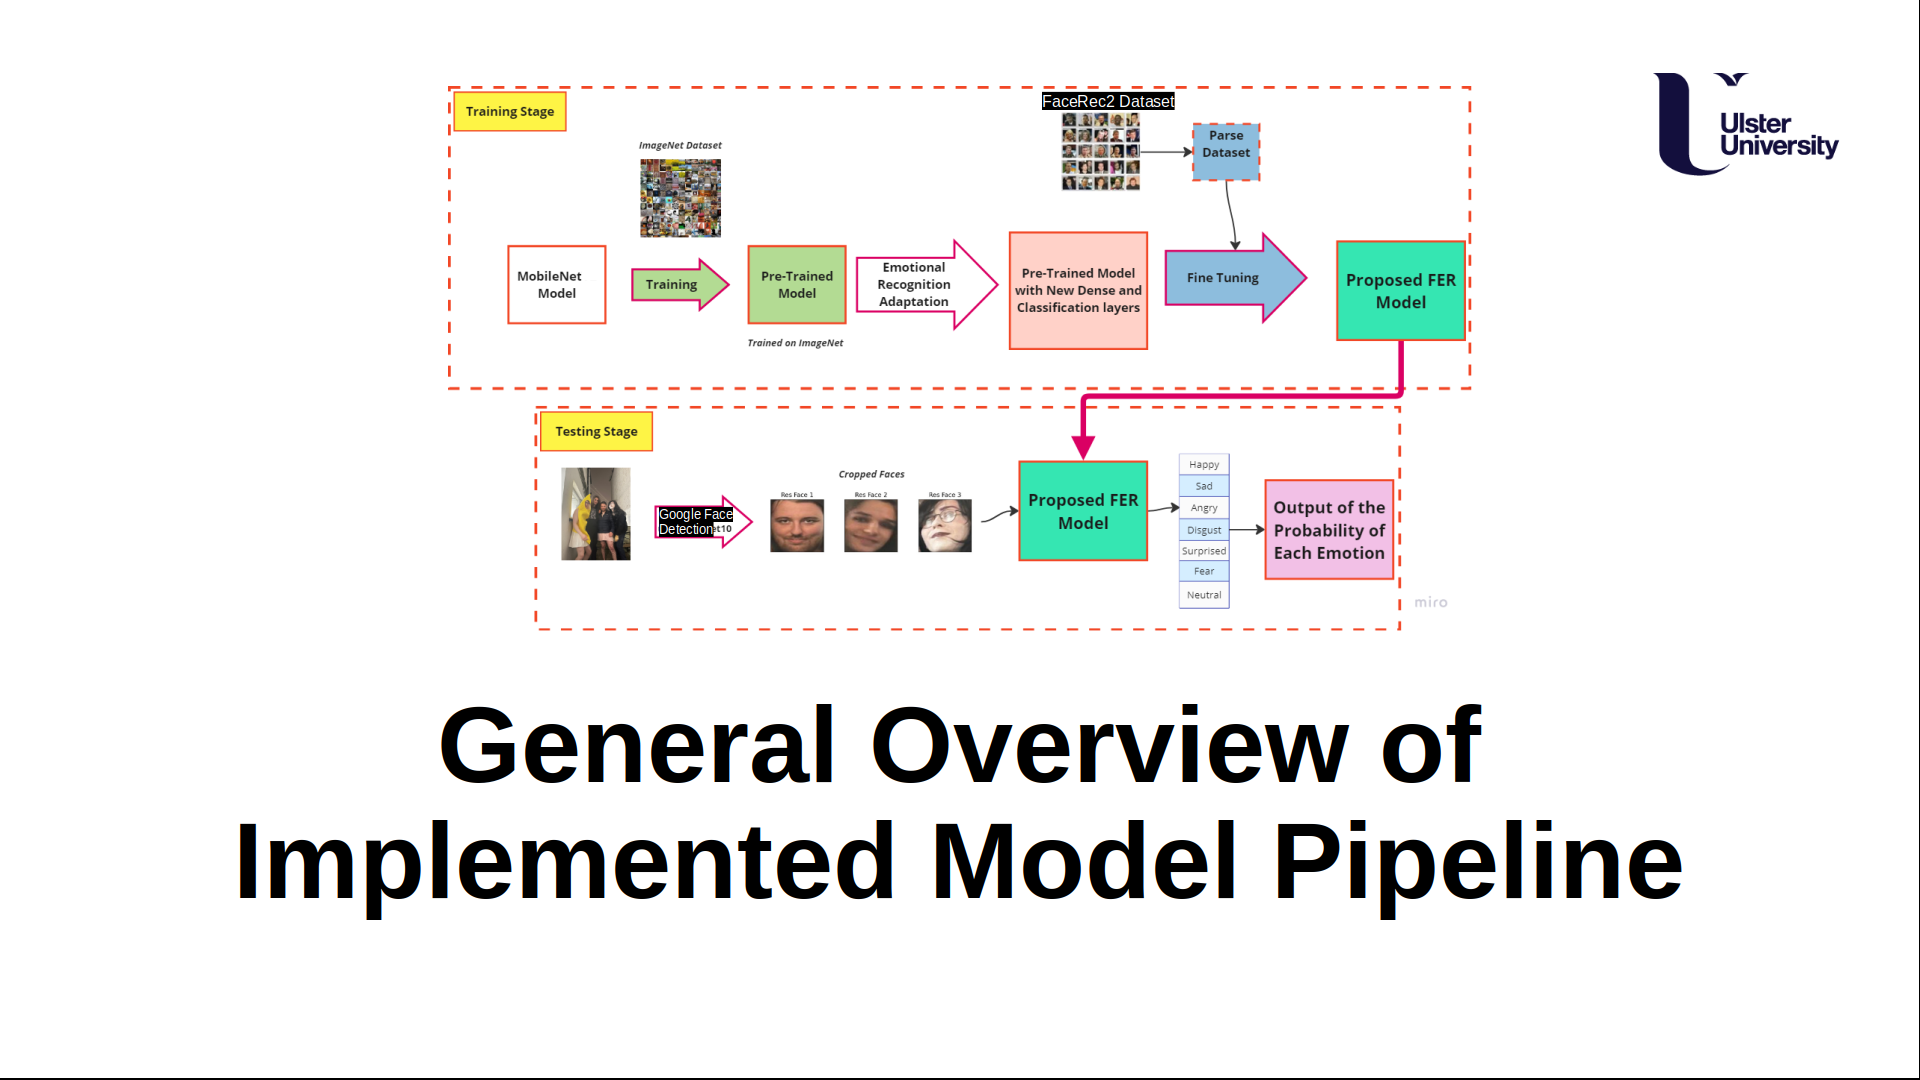 Training Stage
FaceRec2 Dataset
Parse
Dataset
ImageNet Dataset
MobileNet
Model
Training
Pre-Trained
Model
Trained on ImageNet
Emotional
Recognition
Adaptation
Pre-Trained Model
with New Dense and
Classification layers
Fine Tuning
Proposed FER
Model
Ulster
University
Testing Stage
Google Face
Detection
Cropped Faces
Res Face 1
Res Face 2
Res Face 3
Proposed FER
Model
Happy
Sad
Angry
Disgust
Surprised
Fear
Neutral
Output of the
Probability of
Each Emotion
miro
General Overview of
Implemented Model Pipeline